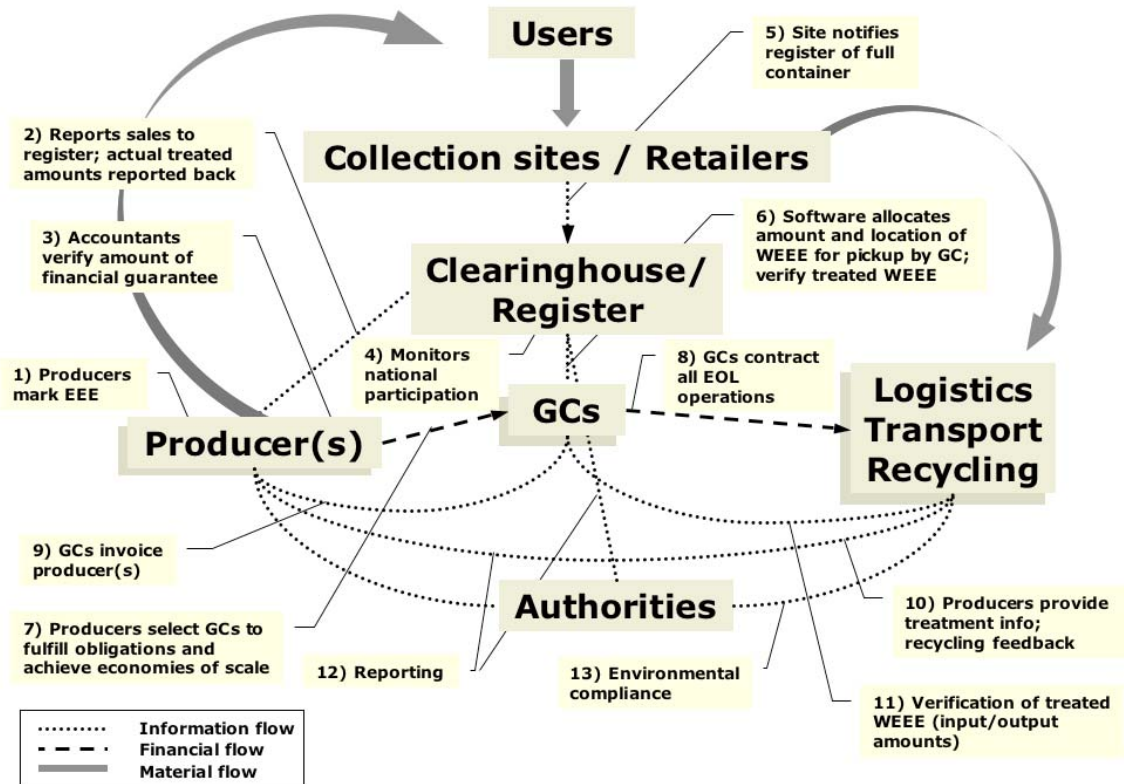 Users
5) Site notifies
register of full
container
2) Reports sales to
register; actual treated
amounts reported back
Collection sites / Retailers
3) Accountants
verify amount of
financial guarantee
6) Software allocates
amount and location of
WEEE for pickup by GC;
verify treated WEEE
Clearinghouse/
Register
1) Producers
mark EEE
4) Monitors
national
participation
8) GCs contract
all EOL
operations
Producer(s)
GCs
Logistics
Transport
Recycling
9) GCs invoice
producer(s)
Authorities
7) Producers select GCs to
fulfill obligations and
achieve economies of scale
12) Reporting
13) Environmental
compliance
10) Producers provide
treatment info;
recycling feedback
11) Verification of treated
WEEE (input/output
amounts)
Information flow
Financial flow
Material flow